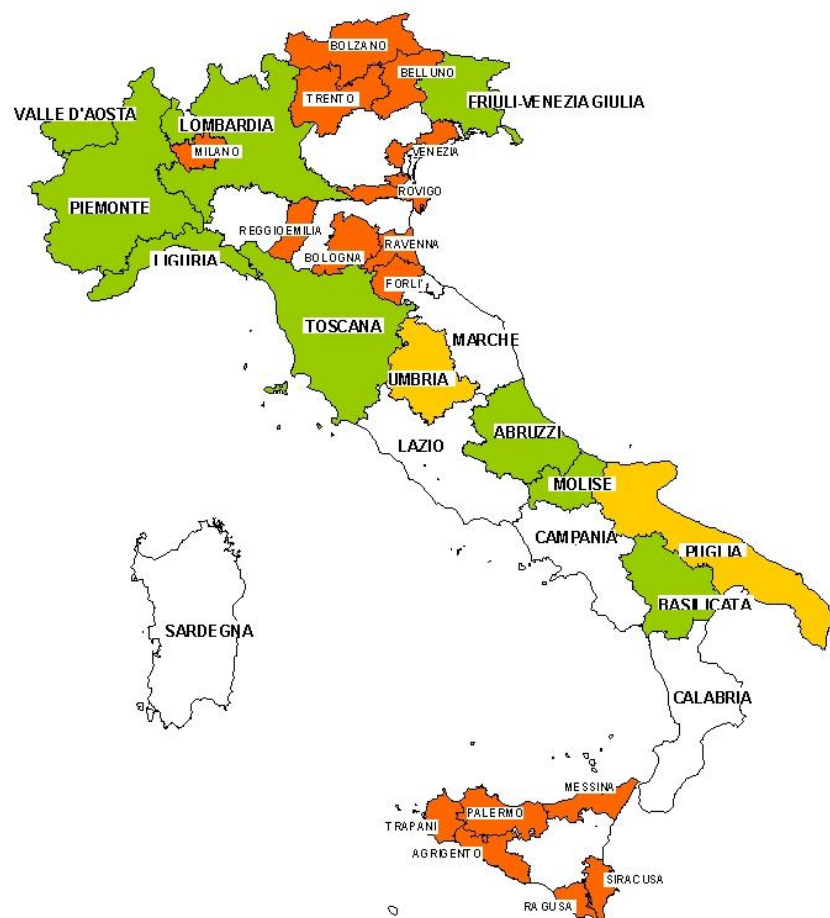 BOLZANO
BELLUNO
TRENTO
FRIULI-VENEZIA GIULIA
VALLE D'AOSTA
LOMBARDIA
MILANO
VENEZIA
ROVIGO
PIEMONTE
REGGIO EMILIA
RAVENNA
BOLOGNA
LIGURIA
FORLI'
TOSCANA
MARCHE
UMBRIA
ABRUZZI
LAZIO
MOLISE
CAMPANIA
PUGLIA
BASILICATA
SARDEGNA
CALABRIA
MESSINA
PALERMO
TRAPANI
AGRIGENTO
SIRACUSA
RAGUSA